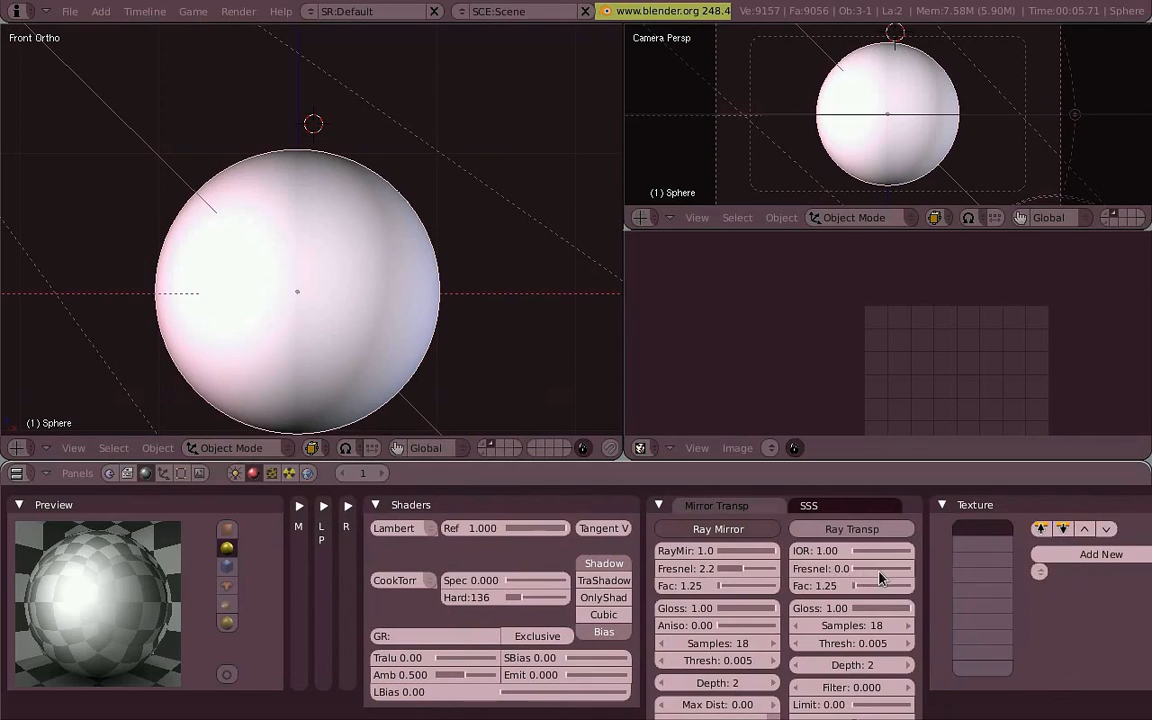 File Add Timeline Game Render Help SR:Default SCE:Scene www.blender.org 248.4 Ve:9157 | Fa:9056 | Ob:3-1 | La:2 | Mem:7.58M (5.90M) | Time:00:05.71 | Sphere
Front Ortho
(1) Sphere
Camera Persp
(1) Sphere
View Select Object Object Mode Global
View Select Object Object Mode Global
View Image
Panels 1
Preview
M
L
P
R
Shaders
Lambert Ref 1.000 Tangent V
Shadow
CookTorr Spec 0.000 TraShadow
Hard:136 OnlyShad
Cubic
GR: Exclusive Bias
Tralu 0.00 SBias 0.00
Amb 0.500 Emit 0.000
LBias 0.00
Mirror Transp SSS
Ray Mirror Ray Transp
RayMir: 1.0 IOR: 1.00
Fresnel: 2.2 Fresnel: 0.0
Fac: 1.25 Fac: 1.25
Gloss: 1.00 Gloss: 1.00
Aniso: 0.00 Samples: 18
Samples: 18 Thresh: 0.005
Thresh: 0.005 Depth: 2
Depth: 2 Filter: 0.000
Max Dist: 0.00 Limit: 0.00
Texture
Add New